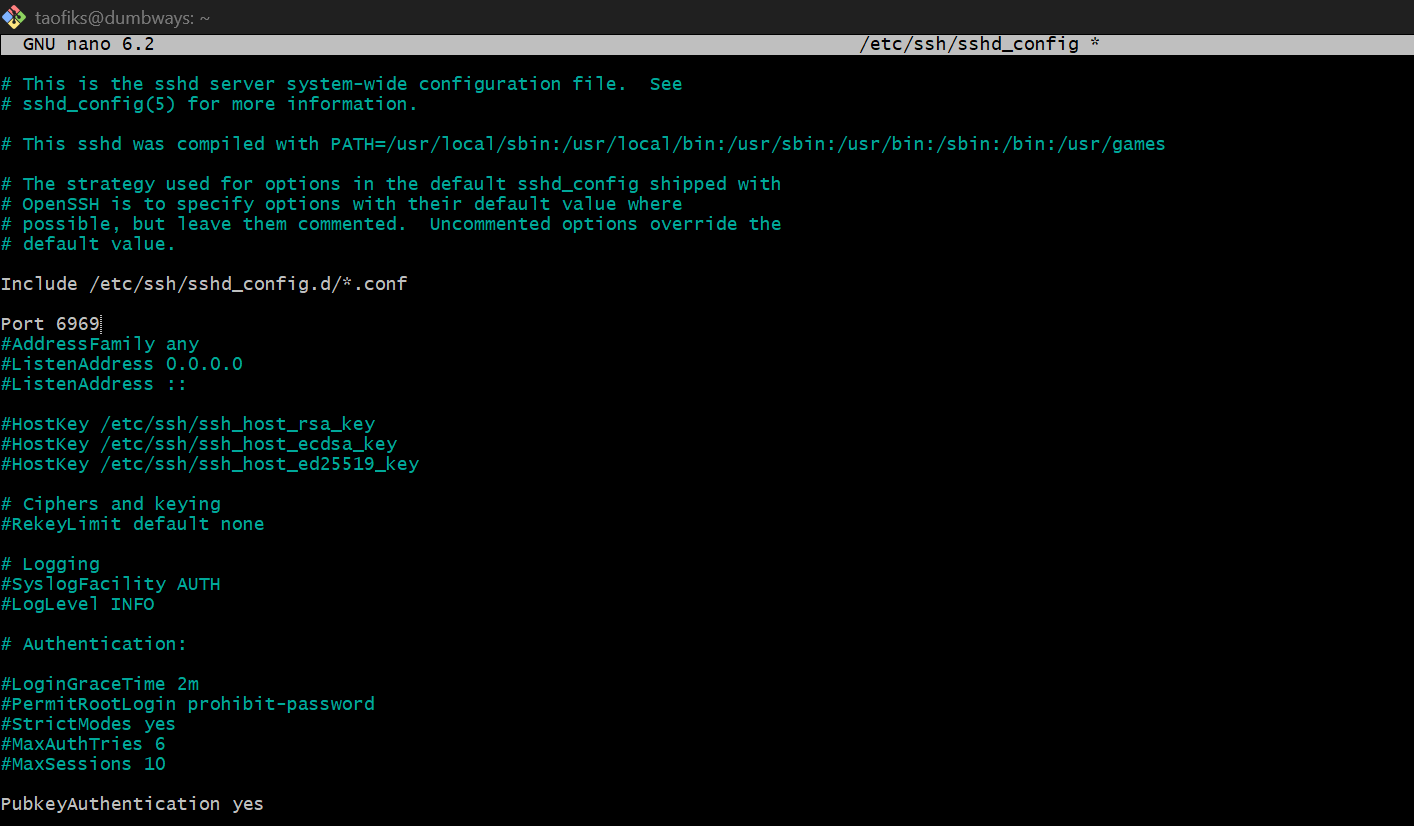 taofiks@dumbways: ~
GNU nano 6.2 /etc/ssh/sshd_config *
# This is the sshd server system-wide configuration file.  See
# sshd_config(5) for more information.
# This sshd was compiled with PATH=/usr/local/sbin:/usr/local/bin:/usr/sbin:/usr/bin:/sbin:/bin:/usr/games
# The strategy used for options in the default sshd_config shipped with
# OpenSSH is to specify options with their default value where
# possible, but leave them commented.  Uncommented options override the
# default value.
Include /etc/ssh/sshd_config.d/*.conf
Port 6969
#AddressFamily any
#ListenAddress 0.0.0.0
#ListenAddress ::
#HostKey /etc/ssh/ssh_host_rsa_key
#HostKey /etc/ssh/ssh_host_ecdsa_key
#HostKey /etc/ssh/ssh_host_ed25519_key
# Ciphers and keying
#RekeyLimit default none
# Logging
#SyslogFacility AUTH
#LogLevel INFO
# Authentication:
#LoginGraceTime 2m
#PermitRootLogin prohibit-password
#StrictModes yes
#MaxAuthTries 6
#MaxSessions 10
PubkeyAuthentication yes